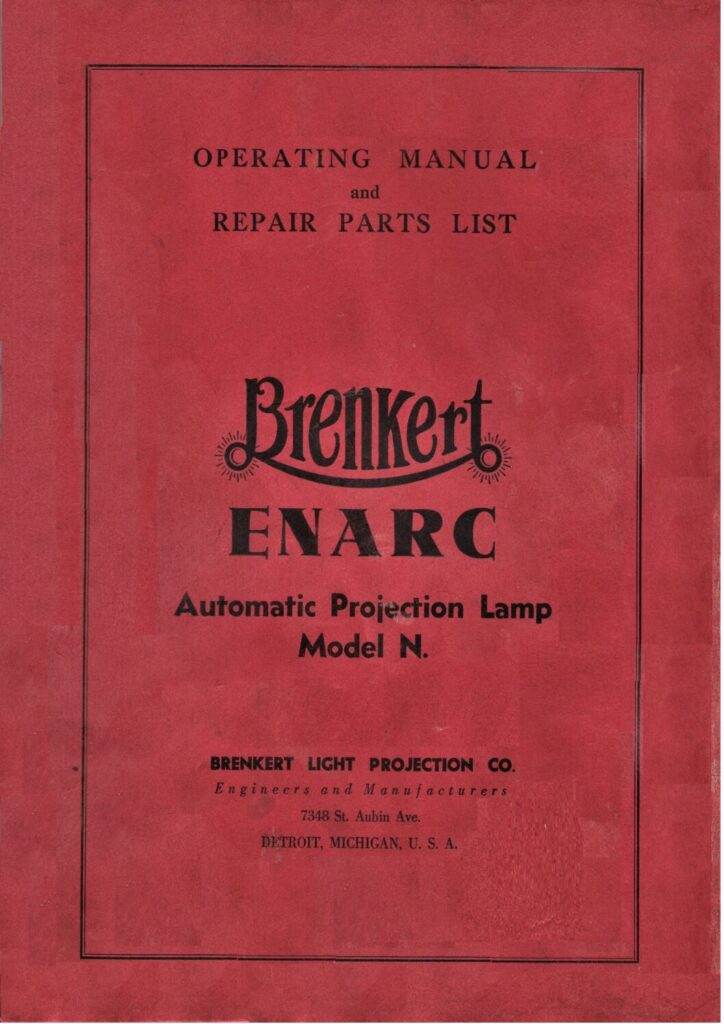 OPERATING MANUAL
and
REPAIR PARTS LIST
Brenkert
ENARC
Automatic Projection Lamp
Model N.
BRENKERT LIGHT PROJECTION CO.
Engineers and Manufacturers
7348 St. Aubin Ave.
DETROIT, MICHIGAN, U. S. A.